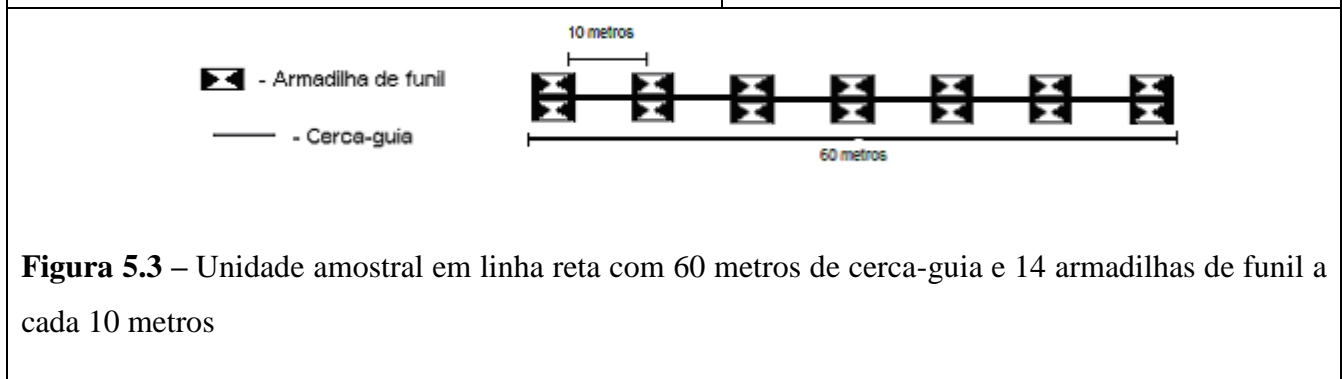 10 metros
- Armadilha de funil
- Cerca-guia
60 metros
Figura 5.3 – Unidade amostral em linha reta com 60 metros de cerca-guia e 14 armadilhas de funil a
cada 10 metros